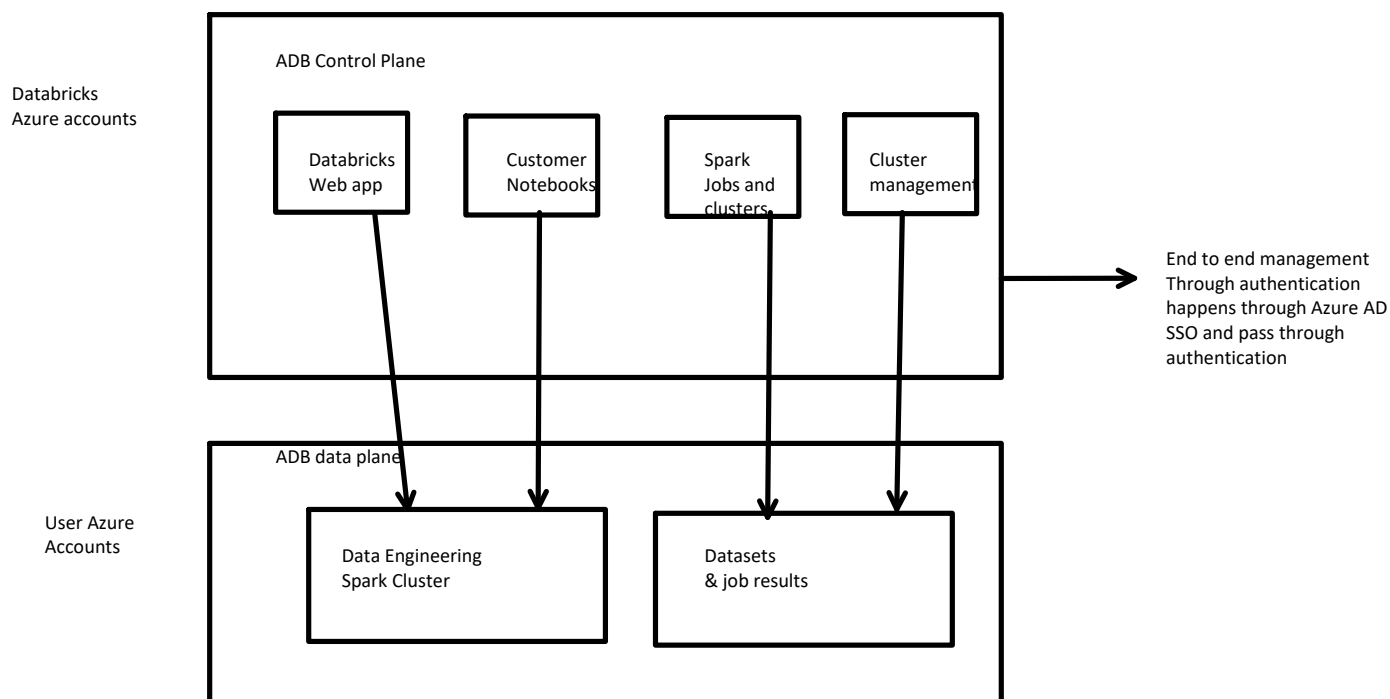 ADB Control Plane
Databricks
Azure accounts
Databricks
Web app
Customer
Notebooks
Spark
Jobs and
clusters
Cluster
management
End to end management
Through authentication
happens through Azure AD
SSO and pass through
authentication
ADB data plane
User Azure
Accounts
Data Engineering
Spark Cluster
Datasets
& job results